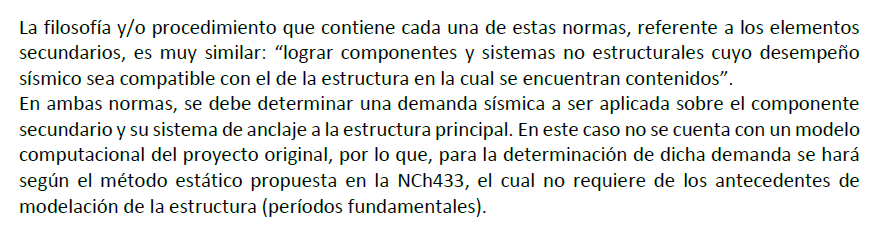 La filosofía y/o procedimiento que contiene cada una de estas normas, referente a los elementos
secundarios, es muy similar: “lograr componentes y sistemas no estructurales cuyo desempeño
sísmico sea compatible con el de la estructura en la cual se encuentran contenidos”.
En ambas normas, se debe determinar una demanda sísmica a ser aplicada sobre el componente
secundario y su sistema de anclaje a la estructura principal. En este caso no se cuenta con un modelo
computacional del proyecto original, por lo que, para la determinación de dicha demanda se hará
según el método estático propuesta en la NCh433, el cual no requiere de los antecedentes de
modelación de la estructura (períodos fundamentales).